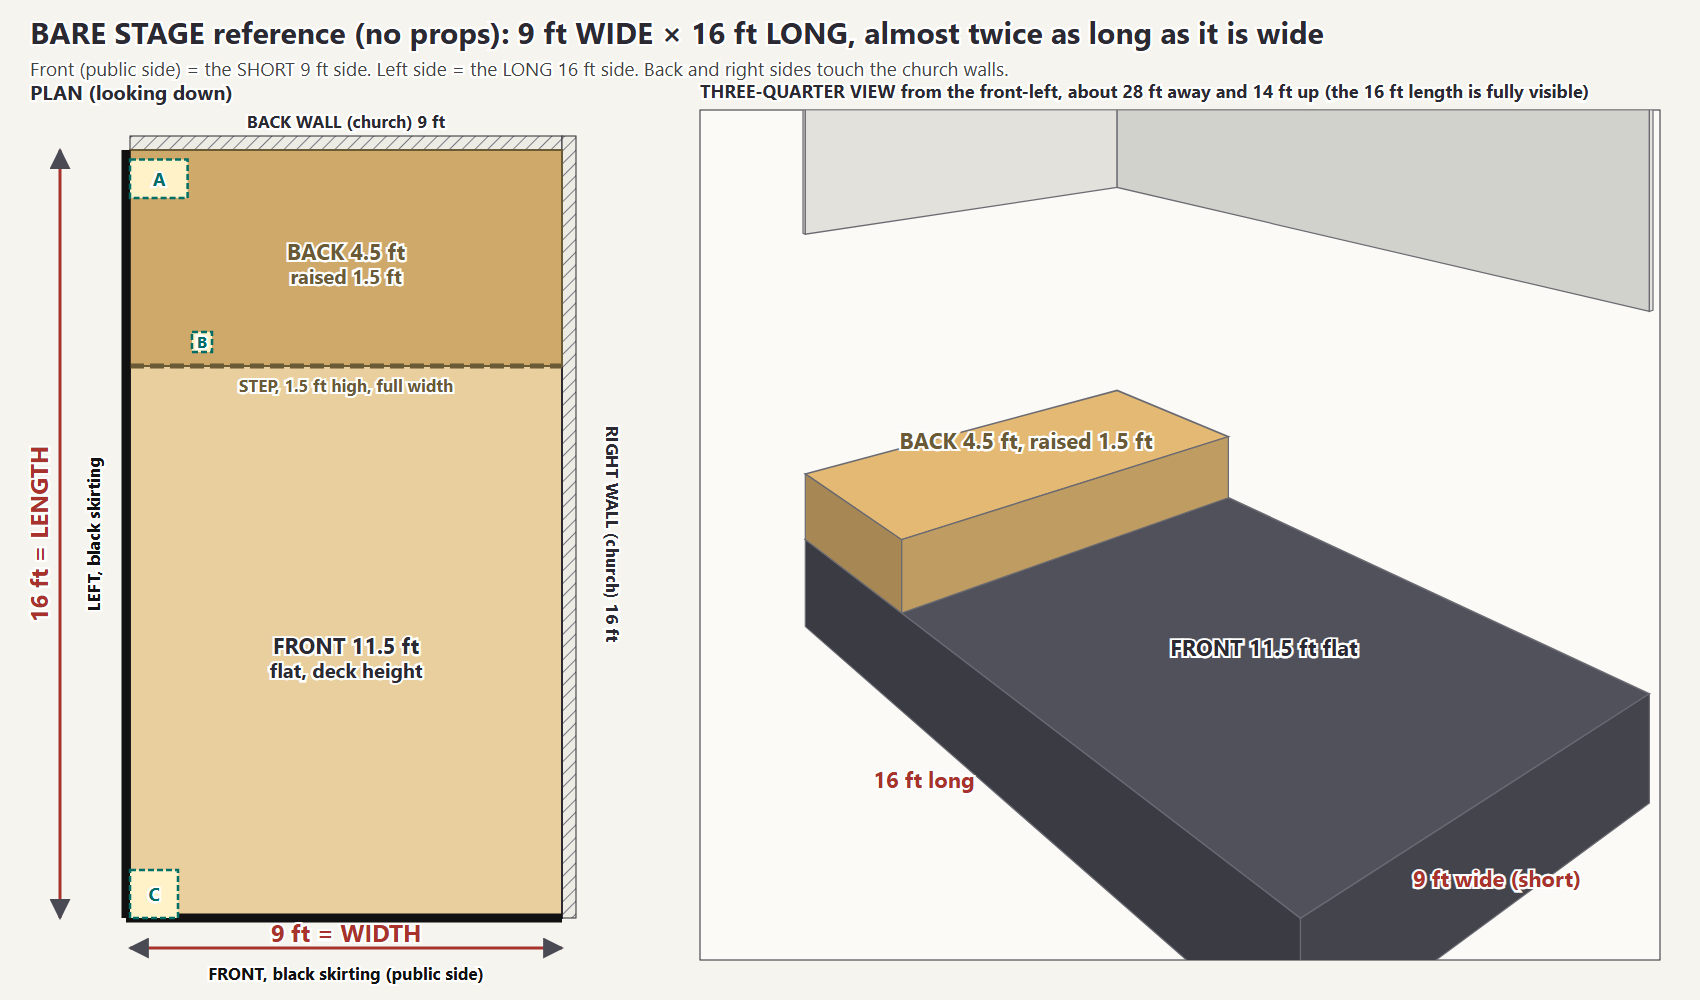 BARE STAGE reference (no props): 9 ft WIDE × 16 ft LONG, almost twice as long as it is wide
Front (public side) = the SHORT 9 ft side. Left side = the LONG 16 ft side. Back and right sides touch the church walls.
PLAN (looking down)
BACK WALL (church) 9 ft
A
BACK 4.5 ft
raised 1.5 ft
B
STEP, 1.5 ft high, full width
16 ft = LENGTH
LEFT, black skirting
RIGHT WALL (church) 16 ft
FRONT 11.5 ft
flat, deck height
C
9 ft = WIDTH
FRONT, black skirting (public side)
THREE-QUARTER VIEW from the front-left, about 28 ft away and 14 ft up (the 16 ft length is fully visible)
BACK 4.5 ft, raised 1.5 ft
FRONT 11.5 ft flat
16 ft long
9 ft wide (short)